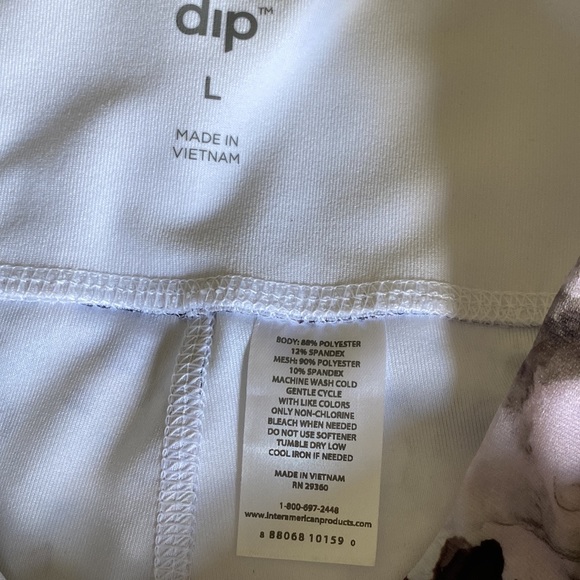 dip™
L
MADE IN
VIETNAM
BODY: 88% POLYESTER
12% SPANDEX
MESH: 90% POLYESTER
10% SPANDEX
MACHINE WASH COLD
GENTLE CYCLE
WITH LIKE COLORS
ONLY NON-CHLORINE
BLEACH WHEN NEEDED
DO NOT USE SOFTENER
TUMBLE DRY LOW
COOL IRON IF NEEDED
MADE IN VIETNAM
RN 29360
1-800-697-2448
www.interamericanproducts.com
8 88068 10159 0